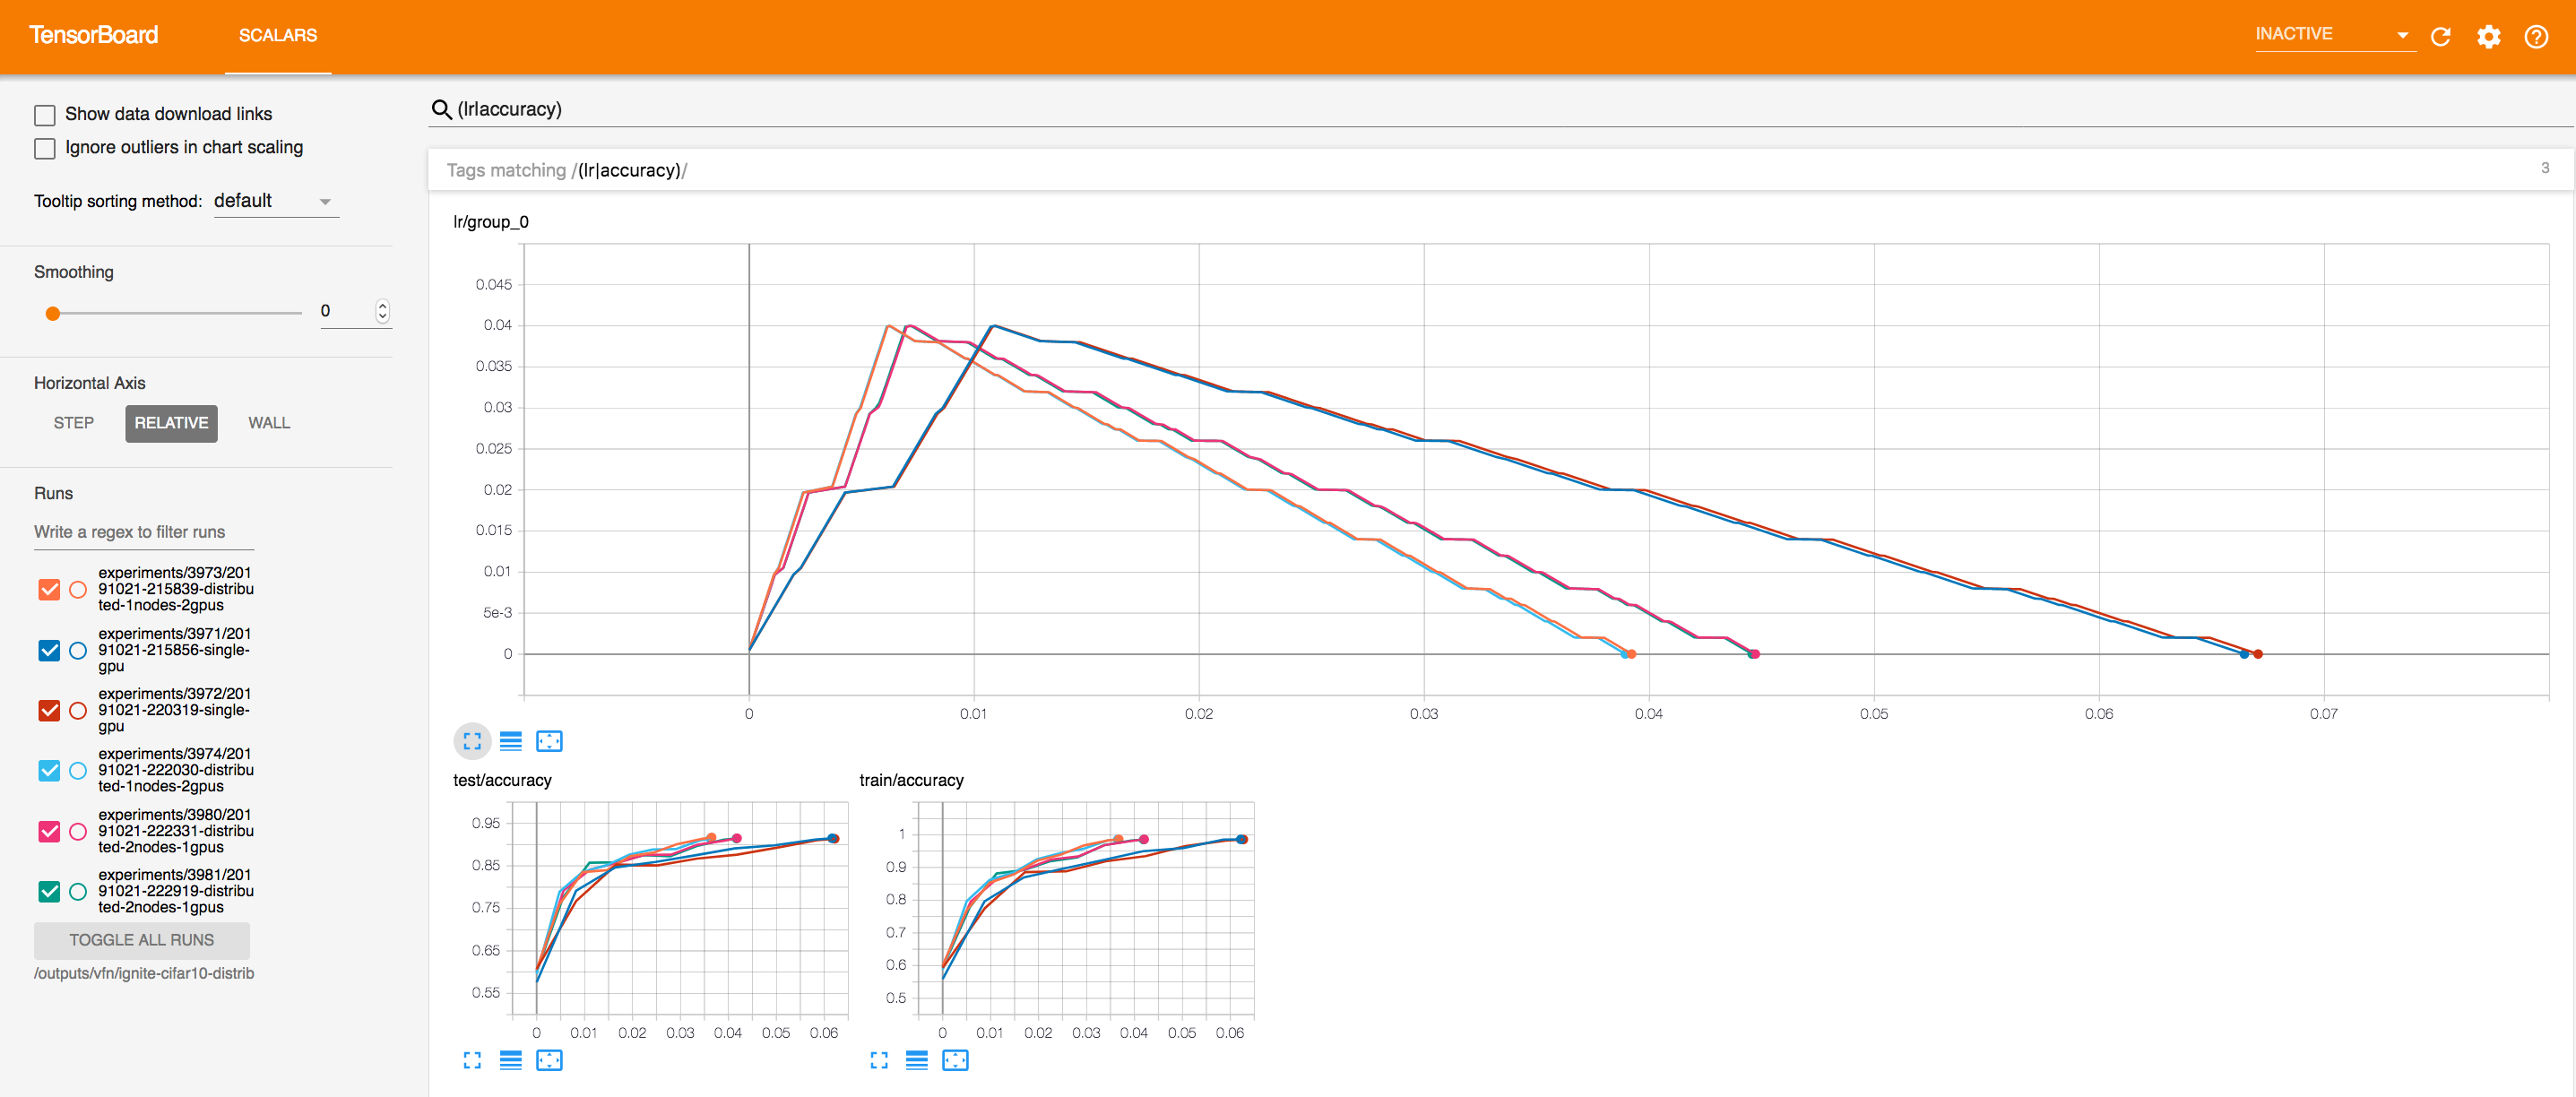 TensorBoard
SCALARS
INACTIVE
Show data download links
Ignore outliers in chart scaling
Tooltip sorting method: default
Smoothing
0
Horizontal Axis
STEP RELATIVE WALL
Runs
Write a regex to filter runs
experiments/3973/201
91021-215839-distribu
ted-1nodes-2gpus
experiments/3971/201
91021-215856-single-
gpu
experiments/3972/201
91021-220319-single-
gpu
experiments/3974/201
91021-222030-distribu
ted-1nodes-2gpus
experiments/3980/201
91021-222331-distribu
ted-2nodes-1gpus
experiments/3981/201
91021-222919-distribu
ted-2nodes-1gpus
TOGGLE ALL RUNS
/outputs/vfn/ignite-cifar10-distrib
(lr|accuracy)
Tags matching /(lr|accuracy)/
3
lr/group_0
0.045
0.04
0.035
0.03
0.025
0.02
0.015
0.01
5e-3
0
0 0.01 0.02 0.03 0.04 0.05 0.06 0.07
test/accuracy
0.95
0.85
0.75
0.65
0.55
0 0.01 0.02 0.03 0.04 0.05 0.06
train/accuracy
1
0.9
0.8
0.7
0.6
0.5
0 0.01 0.02 0.03 0.04 0.05 0.06